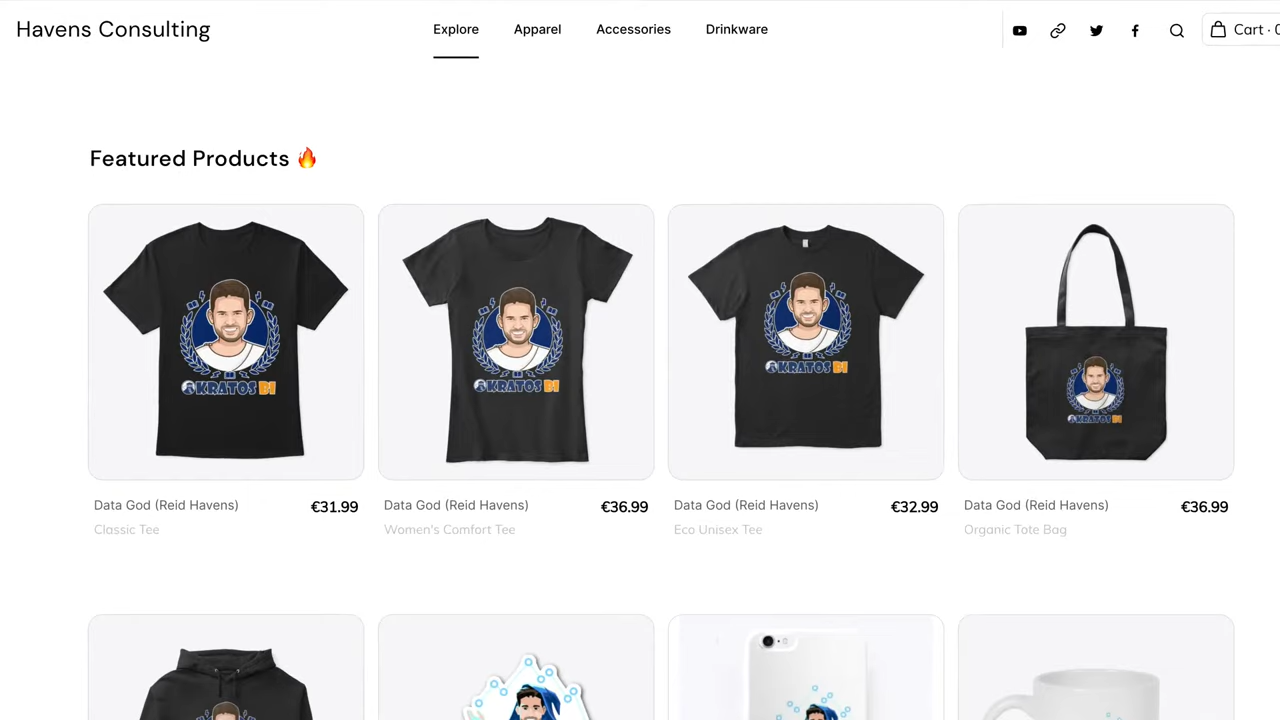 Havens Consulting
Explore
Apparel
Accessories
Drinkware
Cart · 0
Featured Products 🔥
KRATOS BI
KRATOS BI
KRATOS BI
KRATOS BI
Data God (Reid Havens)
€31.99
Classic Tee
Data God (Reid Havens)
€36.99
Women's Comfort Tee
Data God (Reid Havens)
€32.99
Eco Unisex Tee
Data God (Reid Havens)
€36.99
Organic Tote Bag